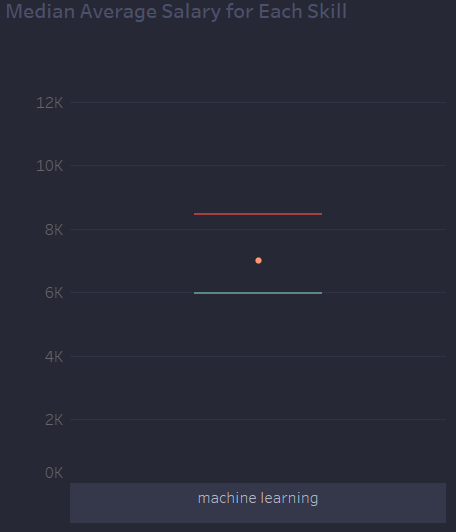 Median Average Salary for Each Skill
12K
10K
8K
6K
4K
2K
0K
machine learning